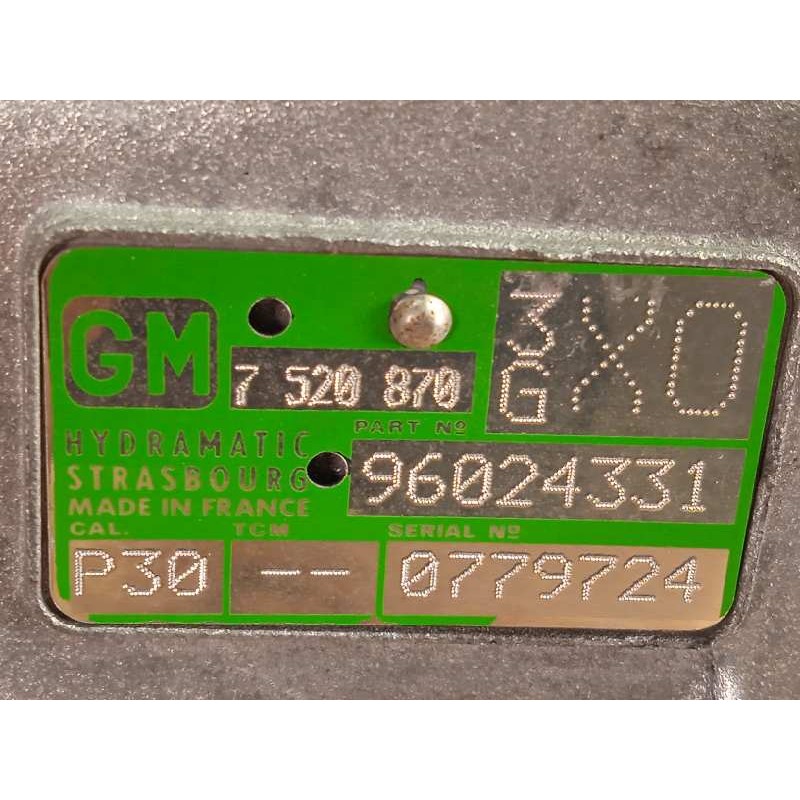 GM
7 520 870
3
G
XO
PART Nº
HYDRAMATIC
STRASBOURG
96024331
MADE IN FRANCE
CAL.
TCM
SERIAL Nº
P30
--
0779724